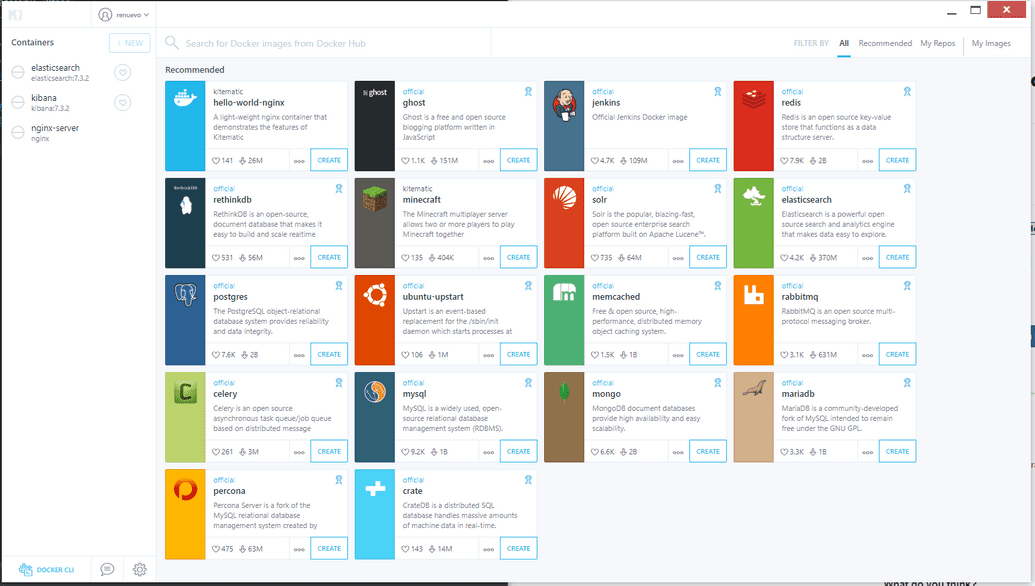 renuevo
Containers
+ NEW
elasticsearch
elasticsearch:7.3.2
kibana
kibana:7.3.2
nginx-server
nginx
DOCKER CLI
Search for Docker images from Docker Hub
FILTER BY All Recommended My Repos My Images
Recommended
kitematic
hello-world-nginx
A light-weight nginx container that
demonstrates the features of
Kitematic
141 26M
CREATE
ghost
official
ghost
Ghost is a free and open source
blogging platform written in
JavaScript
1.1K 151M
CREATE
official
jenkins
Official Jenkins Docker image
4.7K 109M
CREATE
official
redis
Redis is an open source key-value
store that functions as a data
structure server.
7.9K 2B
CREATE
RethinkDB
official
rethinkdb
RethinkDB is an open-source,
document database that makes it
easy to build and scale realtime
531 56M
CREATE
kitematic
minecraft
The Minecraft multiplayer server
allows two or more players to play
Minecraft together
135 404K
CREATE
official
solr
Solr is the popular, blazing-fast,
open source enterprise search
platform built on Apache Lucene™.
735 64M
CREATE
official
elasticsearch
Elasticsearch is a powerful open
source search and analytics engine
that makes data easy to explore.
4.2K 370M
CREATE
official
postgres
The PostgreSQL object-relational
database system provides reliability
and data integrity.
7.6K 2B
CREATE
official
ubuntu-upstart
Upstart is an event-based
replacement for the /sbin/init
daemon which starts processes at
106 1M
CREATE
official
memcached
Free & open source, high-
performance, distributed memory
object caching system.
1.5K 1B
CREATE
official
rabbitmq
RabbitMQ is an open source multi-
protocol messaging broker.
3.1K 631M
CREATE
official
celery
Celery is an open source
asynchronous task queue/job queue
based on distributed message
261 3M
CREATE
official
mysql
MySQL is a widely used, open-
source relational database
management system (RDBMS).
9.2K 1B
CREATE
official
mongo
MongoDB document databases
provide high availability and easy
scalability.
6.6K 2B
CREATE
official
mariadb
MariaDB is a community-developed
fork of MySQL intended to remain
free under the GNU GPL.
3.3K 1B
CREATE
official
percona
Percona Server is a fork of the
MySQL relational database
management system created by
475 63M
CREATE
official
crate
CrateDB is a distributed SQL
database handles massive amounts
of machine data in real-time.
143 14M
CREATE
What do you think?